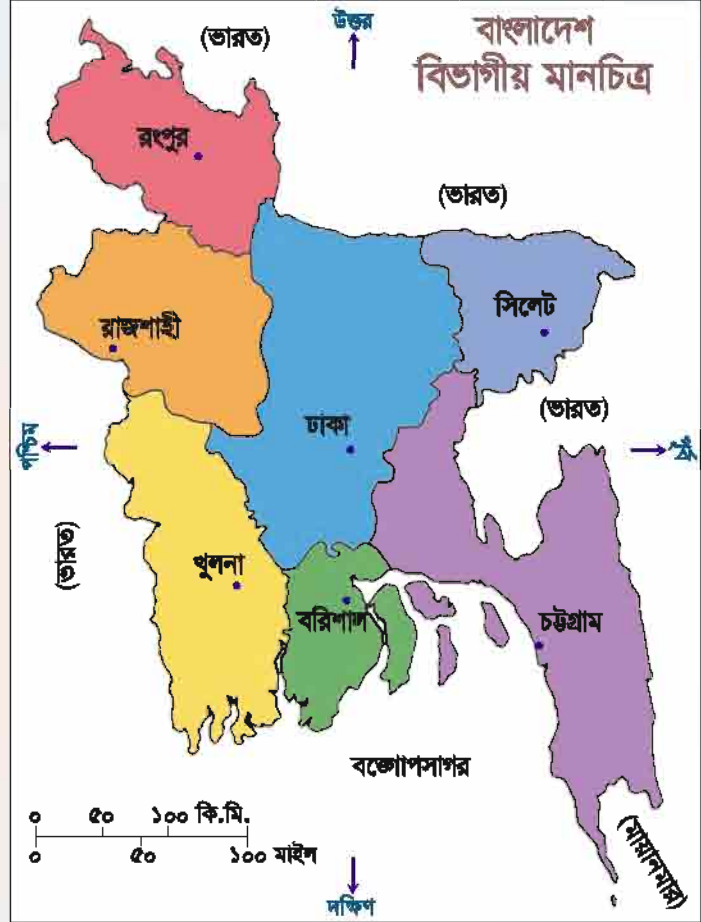 উত্তর
(ভারত)
বাংলাদেশ
বিভাগীয় মানচিত্র
রংপুর
(ভারত)
সিলেট
রাজশাহী
(ভারত)
ঢাকা
পশ্চিম
পূর্ব
(ভারত)
খুলনা
বরিশাল
চট্টগ্রাম
বঙ্গোপসাগর
০ ৫০ ১০০ কি.মি.
০ ৫০ ১০০ মাইল
(মায়ানমার)
দক্ষিণ